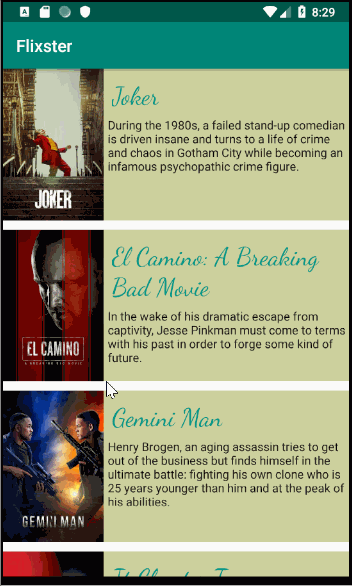 8:29
Flixster
Joker
During the 1980s, a failed stand-up comedian
is driven insane and turns to a life of crime
and chaos in Gotham City while becoming an
infamous psychopathic crime figure.
JOKER
El Camino: A Breaking
Bad Movie
In the wake of his dramatic escape from
captivity, Jesse Pinkman must come to terms
with his past in order to forge some kind of
future.
EL CAMINO
A BREAKING BAD MOVIE
Gemini Man
Henry Brogen, an aging assassin tries to get
out of the business but finds himself in the
ultimate battle: fighting his own clone who is
25 years younger than him and at the peak of
his abilities.
GEMINI MAN